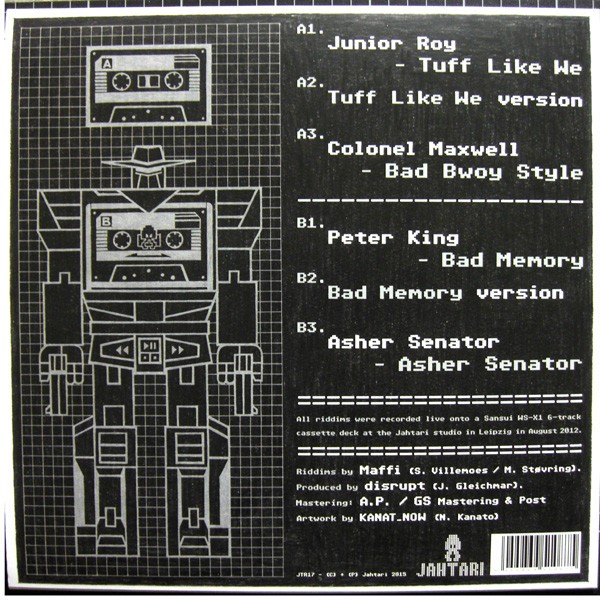 A
B
A1.
Junior Roy
- Tuff Like We
A2.
Tuff Like We version
A3.
Colonel Maxwell
- Bad Bwoy Style
B1.
Peter King
- Bad Memory
B2.
Bad Memory version
B3.
Asher Senator
- Asher Senator
All riddims were recorded live onto a Sansui WS-X1 6-track
cassette deck at the Jahtari studio in Leipzig in August 2012.
Riddims by Maffi (S. Villemoes / M. Støvring).
Produced by disrupt (J. Gleichmar).
Mastering: A.P. / GS Mastering & Post
Artwork by KANAT_NOW (N. Kanato)
JTR17 - (C) + (P) Jahtari 2015
JAHTARI